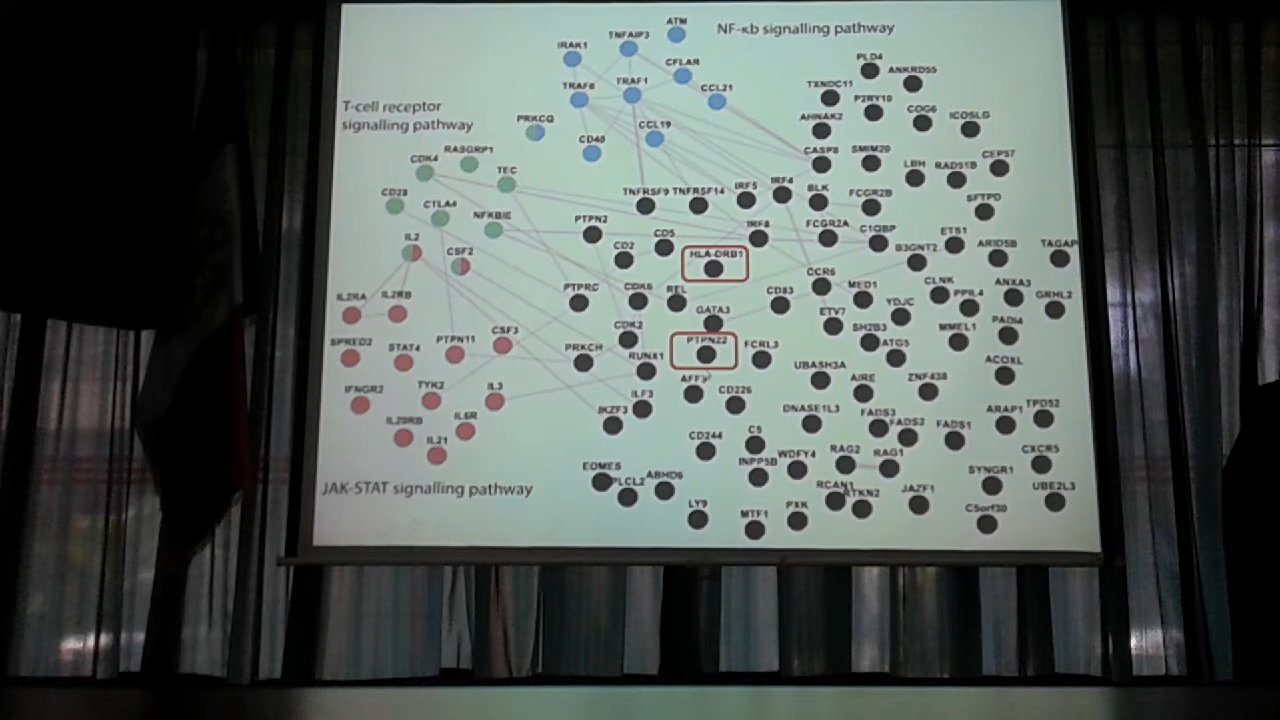 ATM
NF-κb signalling pathway
TNFAIP3
IRAK1
CFLAR
PLD4
ANKRD55
TRAF6
TRAF1
CCL21
TXNDC11
P2RY10
COG6
ICOSLG
T-cell receptor
signalling pathway
PRKCQ
CCL19
AHNAK2
CD40
RASGRP1
CDK4
TEC
CASP8
SMIM20
LBH
RAD51B
CEP57
CD28
CTLA4
NFKBIE
TNFRSF9
TNFRSF14
IRF5
IRF4
BLK
FCGR2B
SFTPD
PTPN2
CD5
IRF8
FCGR2A
C1QBP
ETS1
IL2
CSF2
CD2
HLA-DRB1
B3GNT2
ARID5B
TAGAP
CCR6
IL2RA
IL2RB
PTPRC
CDK6
REL
CD83
MED1
CLNK
PPIL4
ANXA3
GRHL2
GATA3
ETV7
YDJC
SPRED2
STAT4
PTPN11
CSF3
CDK2
PRKCH
RUNX1
PTPN22
FCRL3
SH2B3
ATG5
MMEL1
PADI4
UBASH3A
ACOXL
IFNGR2
TYK2
IL3
AFF3
CD226
AIRE
ZNF438
IL20RB
IL6R
IL21
IKZF3
ILF3
DNASE1L3
FADS3
FADS2
FADS1
ARAP1
TPD52
CD244
C5
INPP5B
WDFY4
RAG2
RAG1
CXCR5
SYNGR1
EOMES
PLCL2
ABHD6
RCAN1
RTKN2
JAZF1
UBE2L3
JAK-STAT signalling pathway
LY9
MTF1
PXK
C5orf30